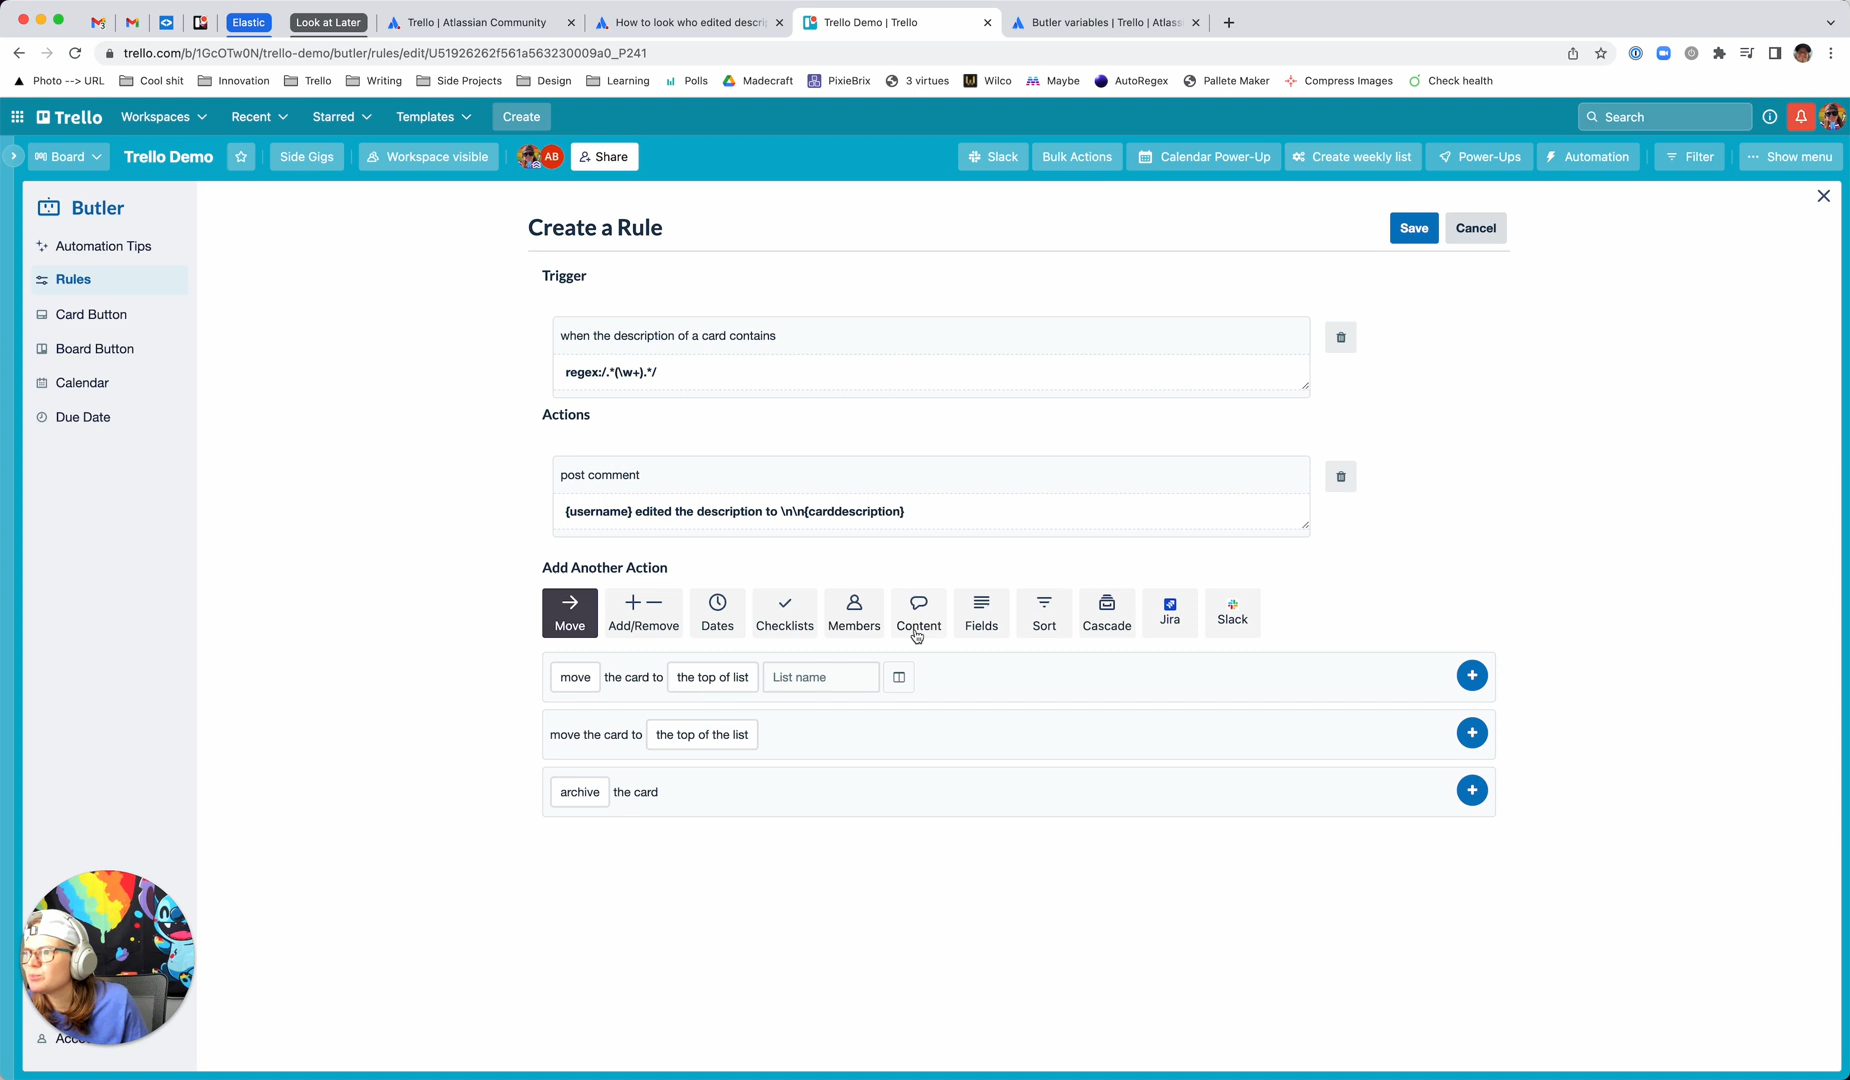 Elastic
Look at Later
Trello | Atlassian Community
How to look who edited descrip
Trello Demo | Trello
Butler variables | Trello | Atlass
trello.com/b/1GcOTw0N/trello-demo/butler/rules/edit/U51926262f561a563230009a0_P241
Photo --> URL
Cool shit
Innovation
Trello
Writing
Side Projects
Design
Learning
Polls
Madecraft
PixieBrix
3 virtues
Wilco
Maybe
AutoRegex
Pallete Maker
Compress Images
Check health
Trello
Workspaces
Recent
Starred
Templates
Create
Search
Board
Trello Demo
Side Gigs
Workspace visible
AB
Share
Slack
Bulk Actions
Calendar Power-Up
Create weekly list
Power-Ups
Automation
Filter
Show menu
Butler
Automation Tips
Rules
Card Button
Board Button
Calendar
Due Date
Create a Rule
Save
Cancel
Trigger
when the description of a card contains
regex:/.*(\w+).*/
Actions
post comment
{username} edited the description to \n\n{carddescription}
Add Another Action
Move
Add/Remove
Dates
Checklists
Members
Content
Fields
Sort
Cascade
Jira
Slack
move the card to the top of list List name
move the card to the top of the list
archive the card